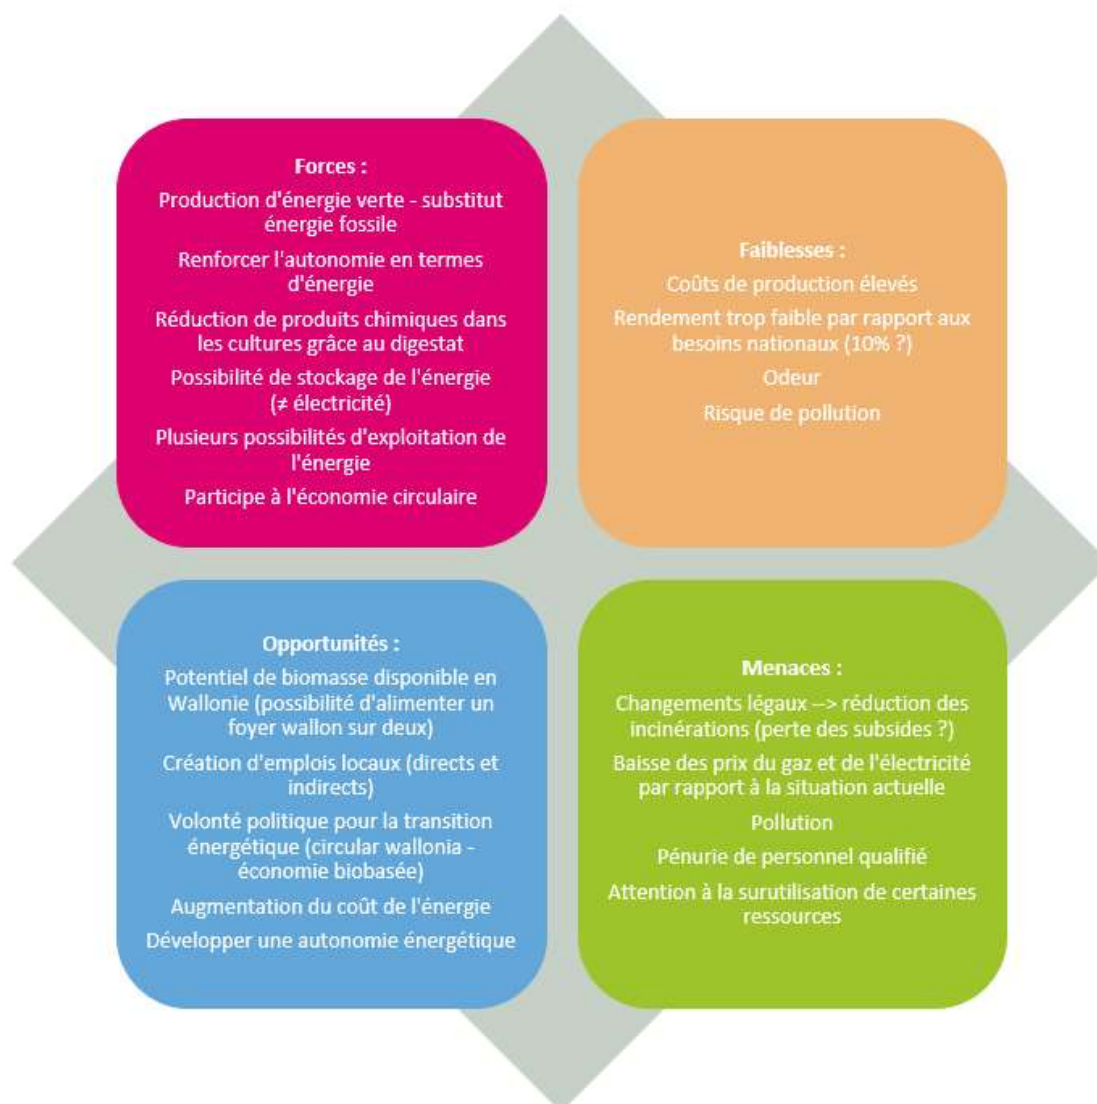 Forces :
Production d'énergie verte - substitut
énergie fossile
Renforcer l'autonomie en termes
d'énergie
Réduction de produits chimiques dans
les cultures grâce au digestat
Possibilité de stockage de l'énergie
(≠ électricité)
Plusieurs possibilités d'exploitation de
l'énergie
Participe à l'économie circulaire
Faiblesses :
Coûts de production élevés
Rendement trop faible par rapport aux
besoins nationaux (10% ?)
Odeur
Risque de pollution
Opportunités :
Potentiel de biomasse disponible en
Wallonie (possibilité d'alimenter un
foyer wallon sur deux)
Création d'emplois locaux (directs et
indirects)
Volonté politique pour la transition
énergétique (circular wallonia -
économie biobasée)
Augmentation du coût de l'énergie
Développer une autonomie énergétique
Menaces :
Changements légaux --> réduction des
incinérations (perte des subsides ?)
Baisse des prix du gaz et de l'électricité
par rapport à la situation actuelle
Pollution
Pénurie de personnel qualifié
Attention à la surutilisation de certaines
ressources